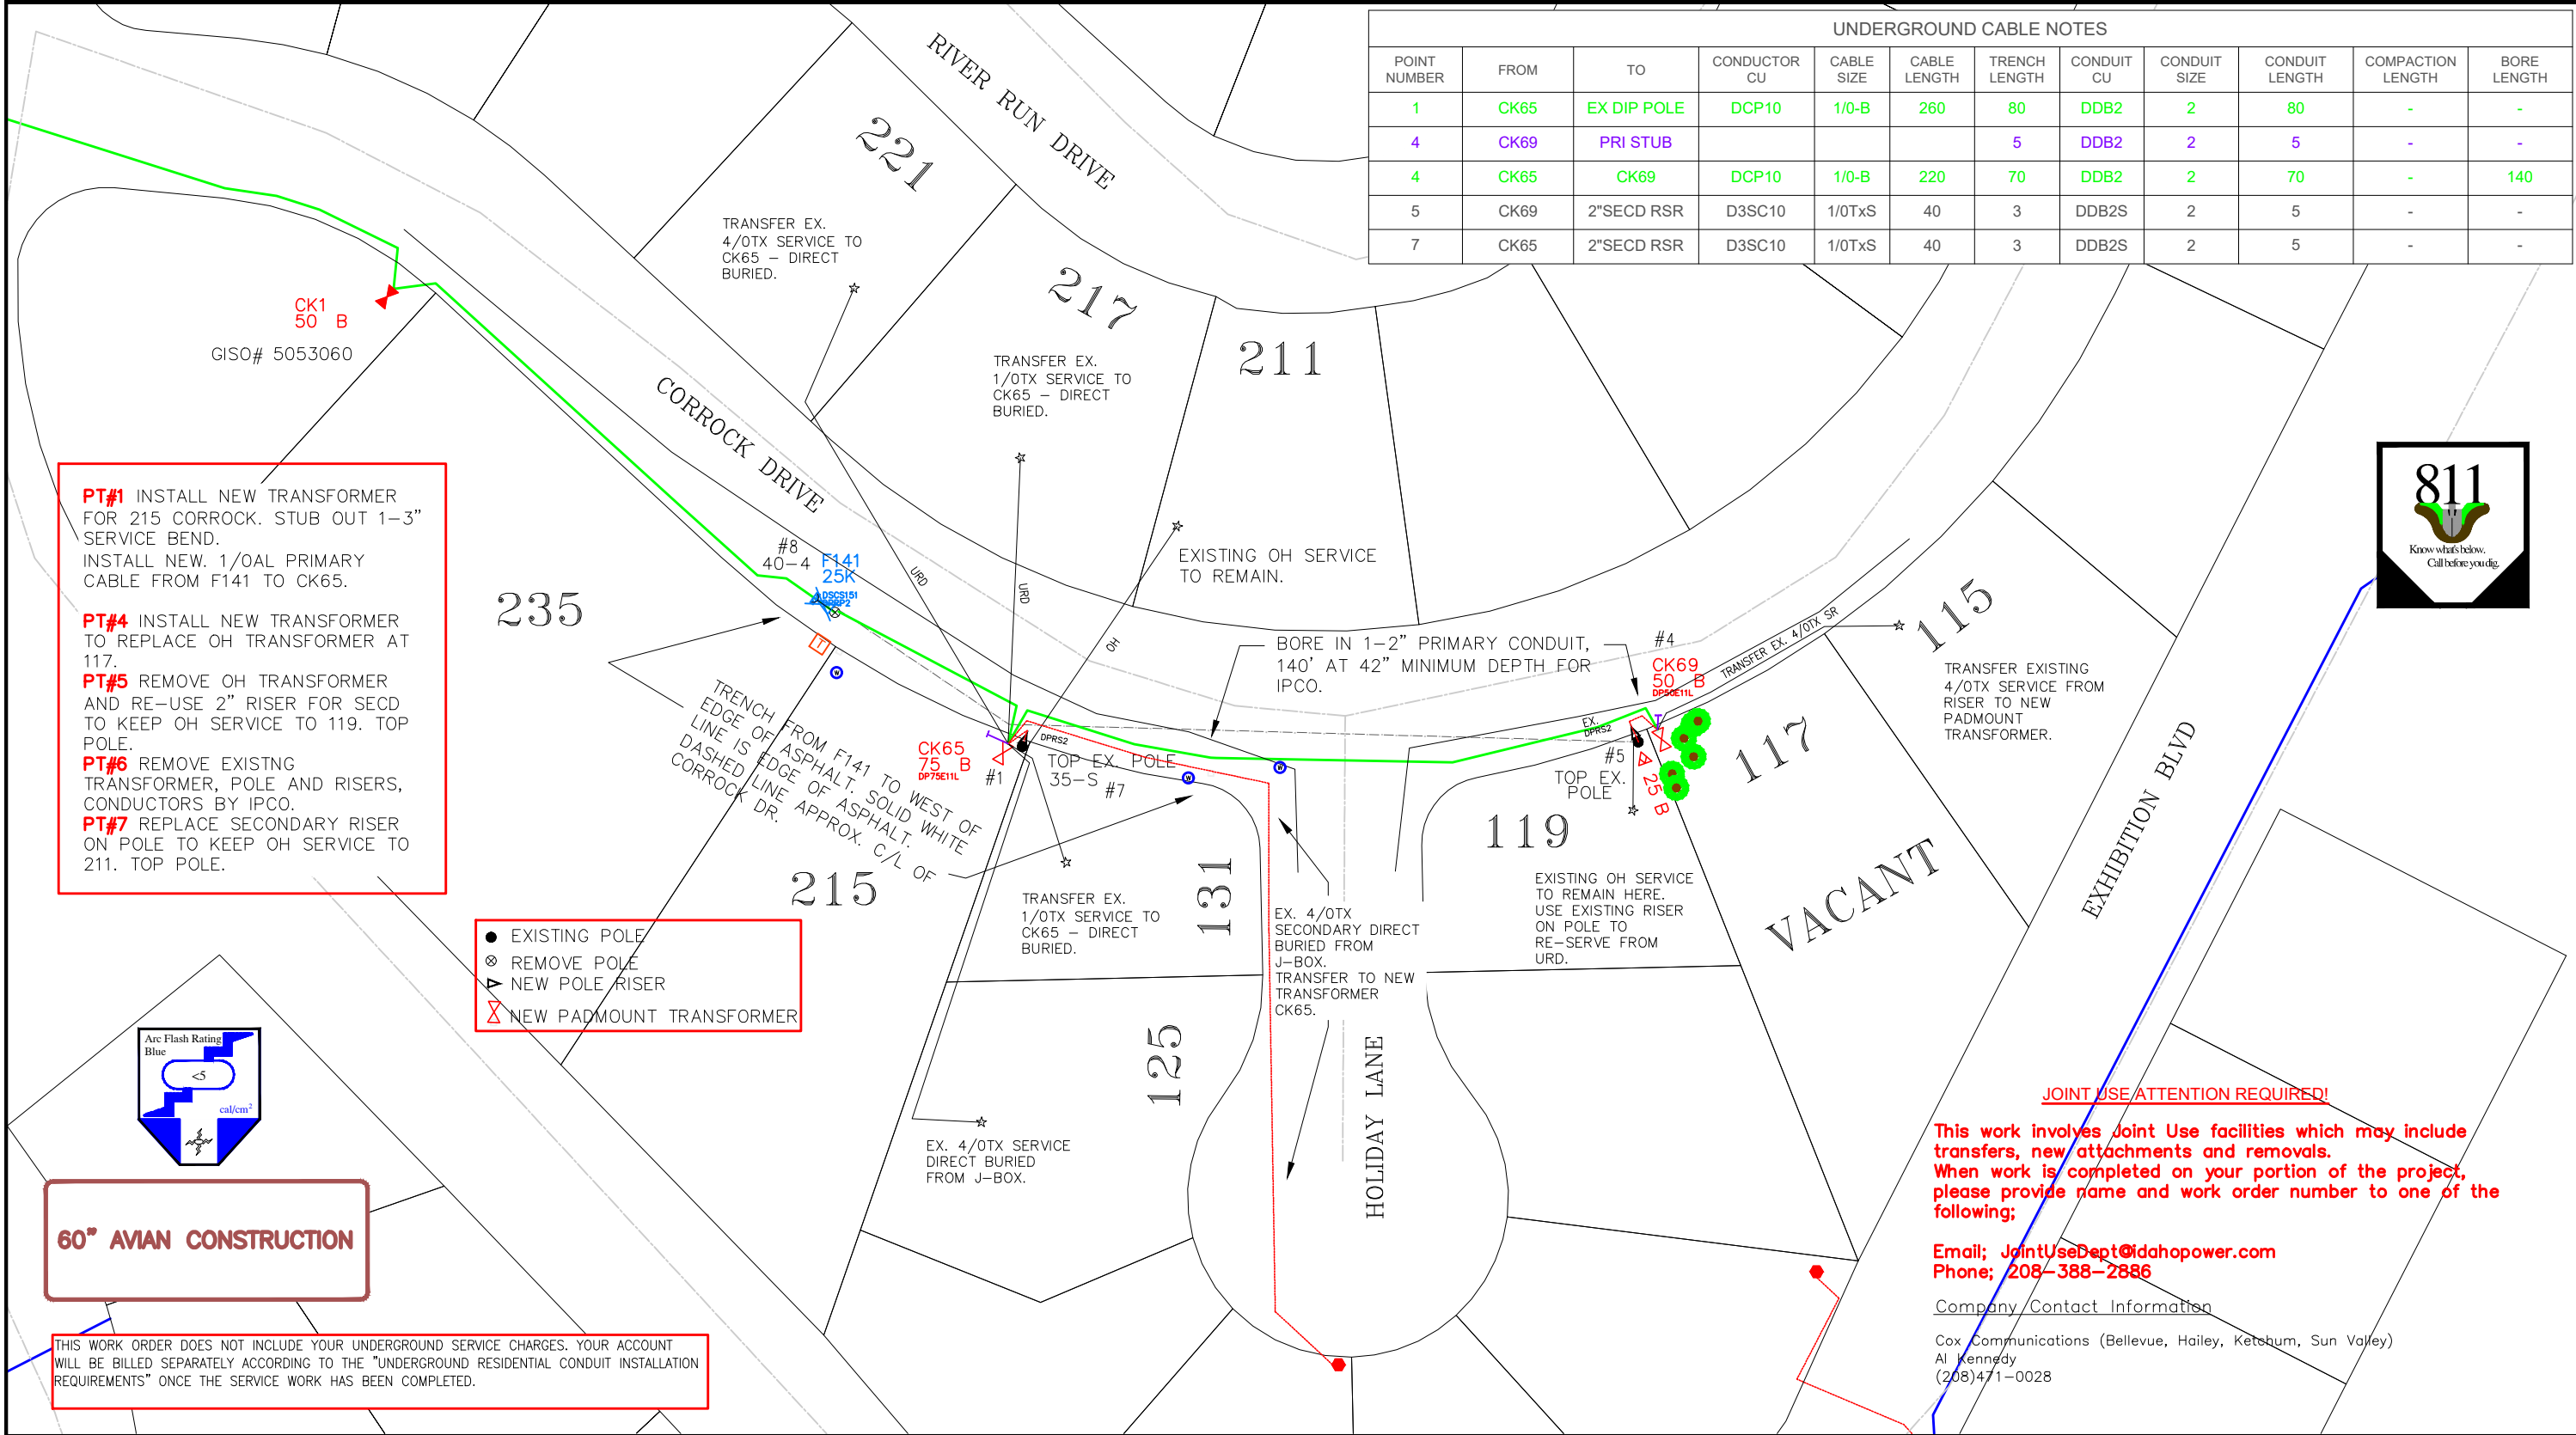 UNDERGROUND CABLE NOTES
POINT NUMBER FROM TO CONDUCTOR CU CABLE SIZE CABLE LENGTH TRENCH LENGTH CONDUIT CU CONDUIT SIZE CONDUIT LENGTH COMPACTION LENGTH BORE LENGTH
1 CK65 EX DIP POLE DCP10 1/0-B 260 80 DDB2 2 80 - -
4 CK69 PRI STUB 5 DDB2 2 5 - -
4 CK65 CK69 DCP10 1/0-B 220 70 DDB2 2 70 - 140
5 CK69 2"SECD RSR D3SC10 1/0TxS 40 3 DDB2S 2 5 - -
7 CK65 2"SECD RSR D3SC10 1/0TxS 40 3 DDB2S 2 5 - -
RIVER RUN DRIVE
221
TRANSFER EX.
4/0TX SERVICE TO
CK65 – DIRECT
BURIED.
217
TRANSFER EX.
1/0TX SERVICE TO
CK65 – DIRECT
BURIED.
211
CK1
50 B
GISO# 5053060
CORROCK DRIVE
811
Know what's below.
Call before you dig.
PT#1 INSTALL NEW TRANSFORMER
FOR 215 CORROCK. STUB OUT 1–3"
SERVICE BEND.
INSTALL NEW. 1/0AL PRIMARY
CABLE FROM F141 TO CK65.
PT#4 INSTALL NEW TRANSFORMER
TO REPLACE OH TRANSFORMER AT
117.
PT#5 REMOVE OH TRANSFORMER
AND RE-USE 2" RISER FOR SECD
TO KEEP OH SERVICE TO 119. TOP
POLE.
PT#6 REMOVE EXISTNG
TRANSFORMER, POLE AND RISERS,
CONDUCTORS BY IPCO.
PT#7 REPLACE SECONDARY RISER
ON POLE TO KEEP OH SERVICE TO
211. TOP POLE.
#8
40-4
F141
25K
DSCS151
235
T
W
URD
URD
OH
EXISTING OH SERVICE
TO REMAIN.
BORE IN 1–2" PRIMARY CONDUIT,
140' AT 42" MINIMUM DEPTH FOR
IPCO.
#4
CK69
50 B
DP50E11L
TRANSFER EX. 4/0TX SR
115
TRANSFER EXISTING
4/0TX SERVICE FROM
RISER TO NEW
PADMOUNT
TRANSFORMER.
TRENCH FROM F141 TO WEST OF
EDGE OF ASPHALT. SOLID WHITE
LINE IS EDGE OF ASPHALT.
DASHED LINE APPROX. C/L OF
CORROCK DR.
CK65
75 B
DP75E11L
#1
DPRS2
TOP EX. POLE
35-S
#7
W
W
EX.
DPRS2
#5
TOP EX.
POLE
25 B
117
119
EXISTING OH SERVICE
TO REMAIN HERE.
USE EXISTING RISER
ON POLE TO
RE-SERVE FROM
URD.
VACANT
EXHIBITION BLVD
215
TRANSFER EX.
1/0TX SERVICE TO
CK65 – DIRECT
BURIED.
131
EX. 4/0TX
SECONDARY DIRECT
BURIED FROM
J-BOX.
TRANSFER TO NEW
TRANSFORMER
CK65.
125
EX. 4/0TX SERVICE
DIRECT BURIED
FROM J-BOX.
HOLIDAY LANE
EXISTING POLE
REMOVE POLE
NEW POLE RISER
NEW PADMOUNT TRANSFORMER
Arc Flash Rating
Blue
<5
cal/cm²
60" AVIAN CONSTRUCTION
THIS WORK ORDER DOES NOT INCLUDE YOUR UNDERGROUND SERVICE CHARGES. YOUR ACCOUNT
WILL BE BILLED SEPARATELY ACCORDING TO THE "UNDERGROUND RESIDENTIAL CONDUIT INSTALLATION
REQUIREMENTS" ONCE THE SERVICE WORK HAS BEEN COMPLETED.
JOINT USE ATTENTION REQUIRED!
This work involves Joint Use facilities which may include
transfers, new attachments and removals.
When work is completed on your portion of the project,
please provide name and work order number to one of the
following;
Email; JointUseDept@idahopower.com
Phone; 208-388-2886
Company Contact Information
Cox Communications (Bellevue, Hailey, Ketchum, Sun Valley)
Al Kennedy
(208)471-0028